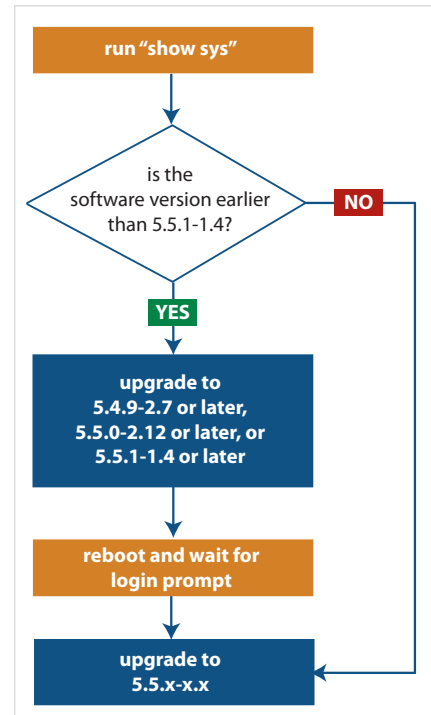 run “show sys”
is the
software version earlier
than 5.5.1-1.4?
NO
YES
upgrade to
5.4.9-2.7 or later,
5.5.0-2.12 or later, or
5.5.1-1.4 or later
reboot and wait for
login prompt
upgrade to
5.5.x-x.x